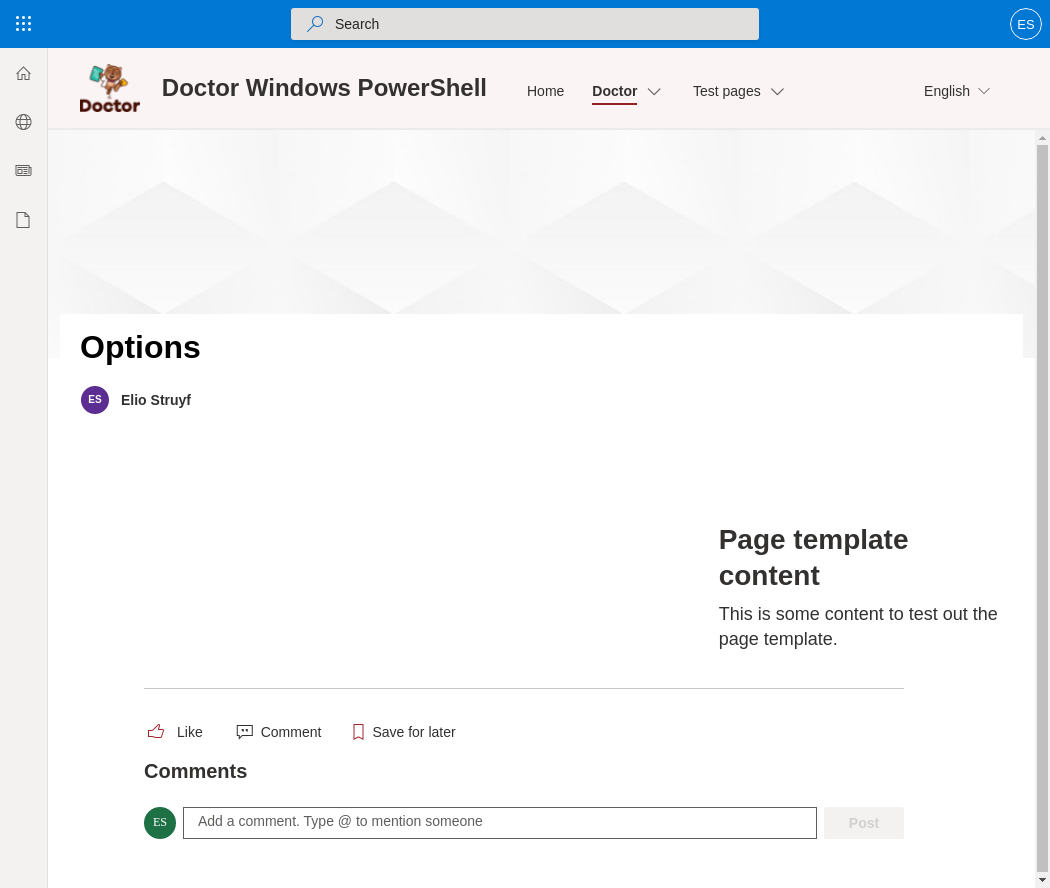 Search
ES
Doctor
Doctor Windows PowerShell
Home
Doctor
Test pages
English
Options
ES
Elio Struyf
Page template
content
This is some content to test out the
page template.
Like
Comment
Save for later
Comments
ES
Add a comment. Type @ to mention someone
Post